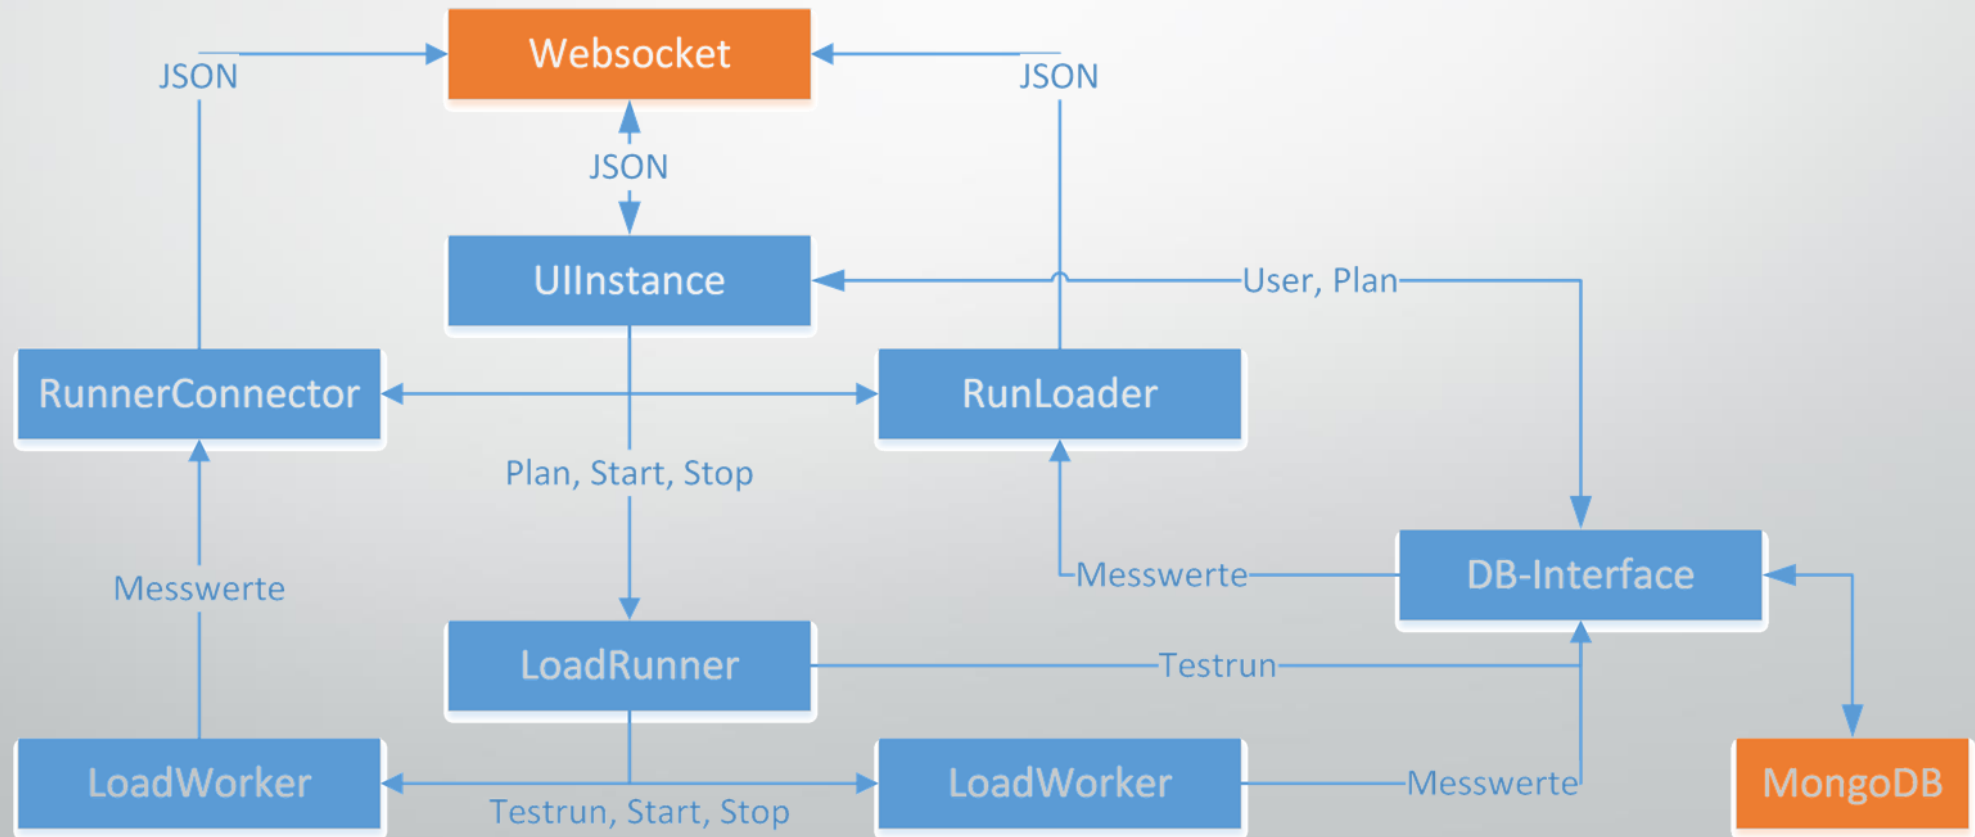 Websocket
JSON
JSON
JSON
UIInstance
User, Plan
RunnerConnector
RunLoader
Plan, Start, Stop
Messwerte
Messwerte
DB-Interface
LoadRunner
Testrun
LoadWorker
LoadWorker
Messwerte
MongoDB
Testrun, Start, Stop